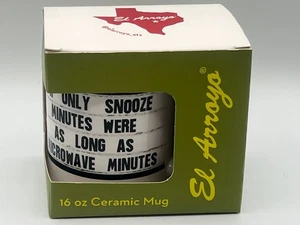 El Arroyo
ONLY SNOOZE
MINUTES WERE
AS LONG AS
MICROWAVE MINUTES
16 oz Ceramic Mug
El Arroyo®